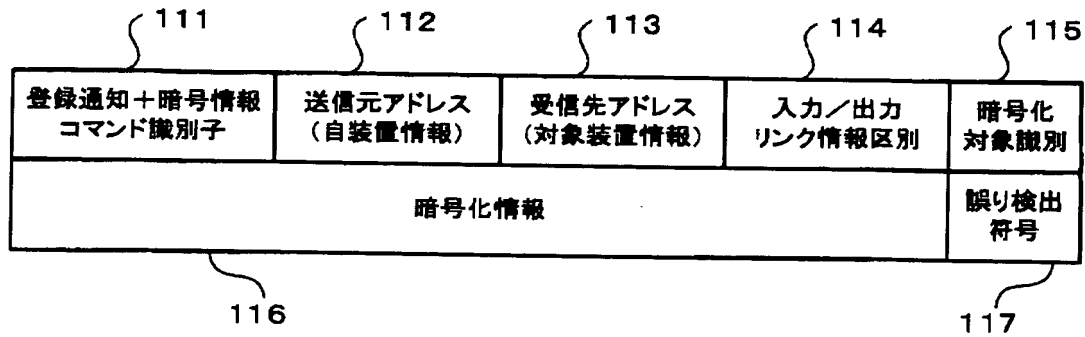 111
112
113
114
115
登録通知＋暗号情報
コマンド識別子
送信元アドレス
（自装置情報）
受信先アドレス
（対象装置情報）
入力／出力
リンク情報区別
暗号化
対象識別
暗号化情報
誤り検出
符号
116
117